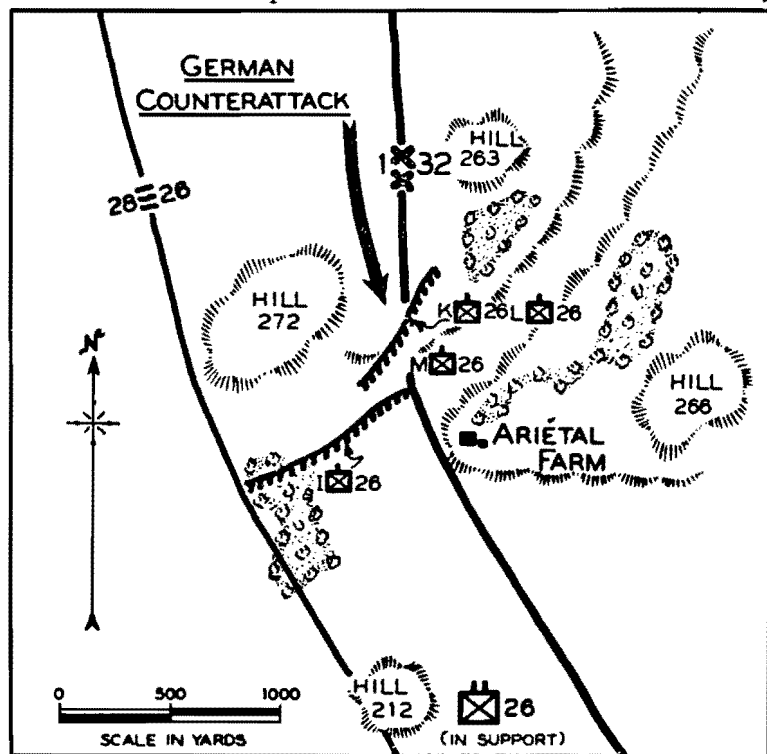 GERMAN
COUNTERATTACK
1 32
HILL
263
28 26
HILL
272
K 26 L 26
N
M 26
HILL
266
ARIÉTAL
FARM
I 26
0 500 1000
SCALE IN YARDS
HILL
212
26
(IN SUPPORT)